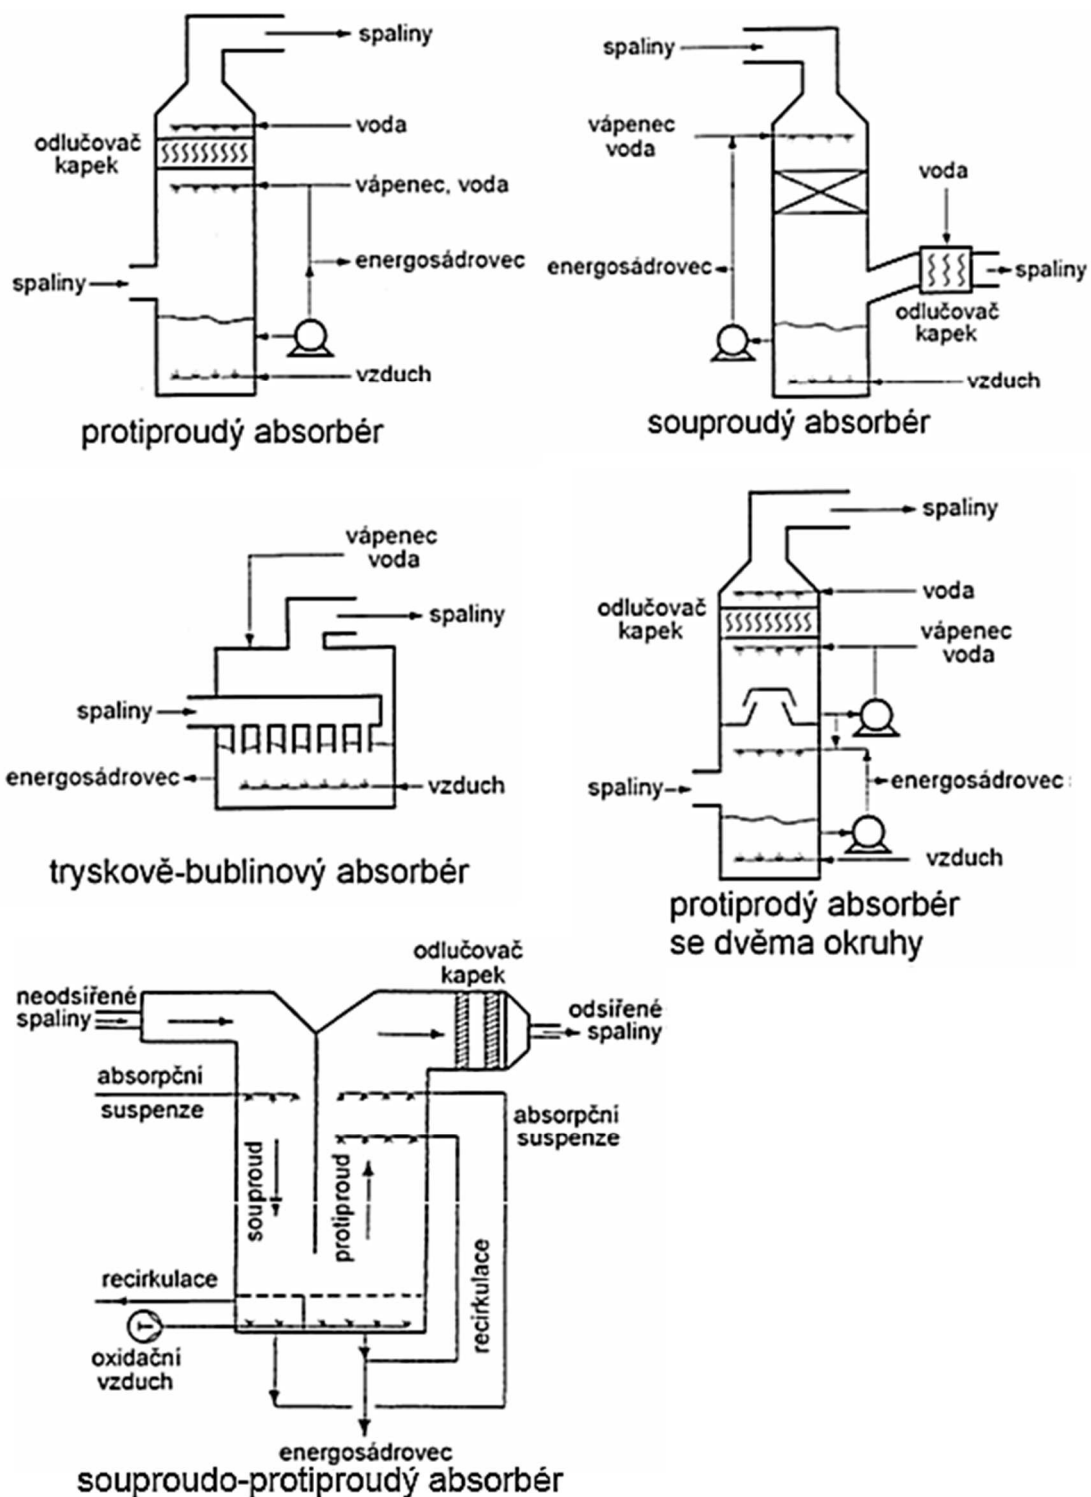 spaliny
voda
odlučovač
kapek
vápenec, voda
energosádrovec
spaliny
vzduch
protiproudý absorbér
spaliny
vápenec
voda
voda
energosádrovec
spaliny
odlučovač
kapek
vzduch
souproudý absorbér
vápenec
voda
spaliny
spaliny
energosádrovec
vzduch
tryskově-bublinový absorbér
spaliny
voda
odlučovač
kapek
vápenec
voda
energosádrovec
spaliny
vzduch
protiprodý absorbér
se dvěma okruhy
odlučovač
kapek
neodsířené
spaliny
odsířené
spaliny
absorpční
suspenze
absorpční
suspenze
souproud
protiproud
recirkulace
recirkulace
oxidační
vzduch
energosádrovec
souproudo-protiproudý absorbér